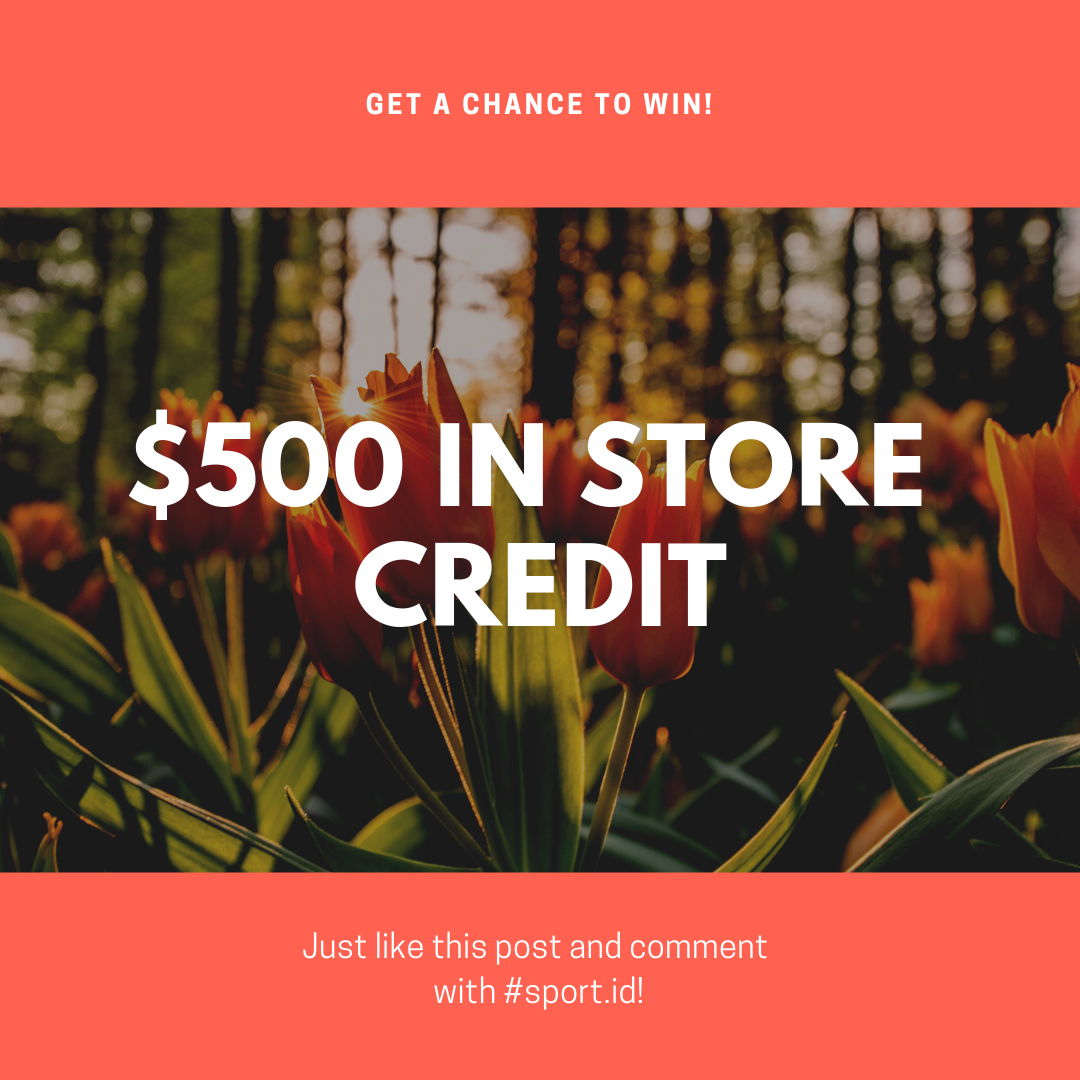 GET A CHANCE TO WIN!
$500 IN STORE
CREDIT
Just like this post and comment
with #sport.id!